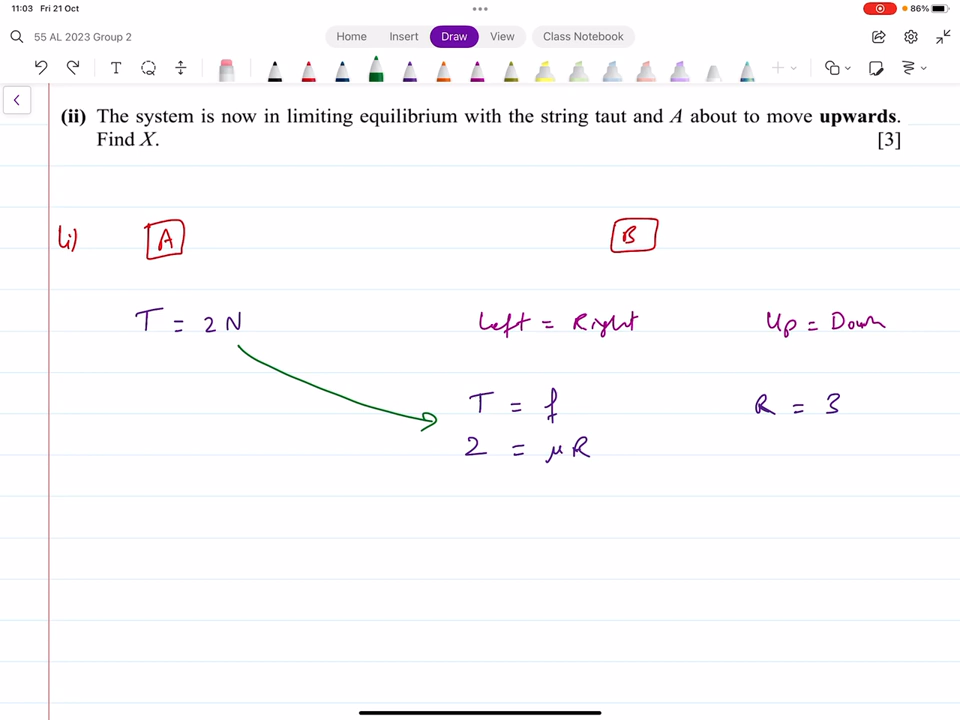 11:03 Fri 21 Oct
86%
55 AL 2023 Group 2
Home Insert Draw View Class Notebook
T
(ii) The system is now in limiting equilibrium with the string taut and A about to move upwards.
Find X. [3]
(i) A B
T = 2N Left = Right Up = Down
T = f R = 3
2 = μR